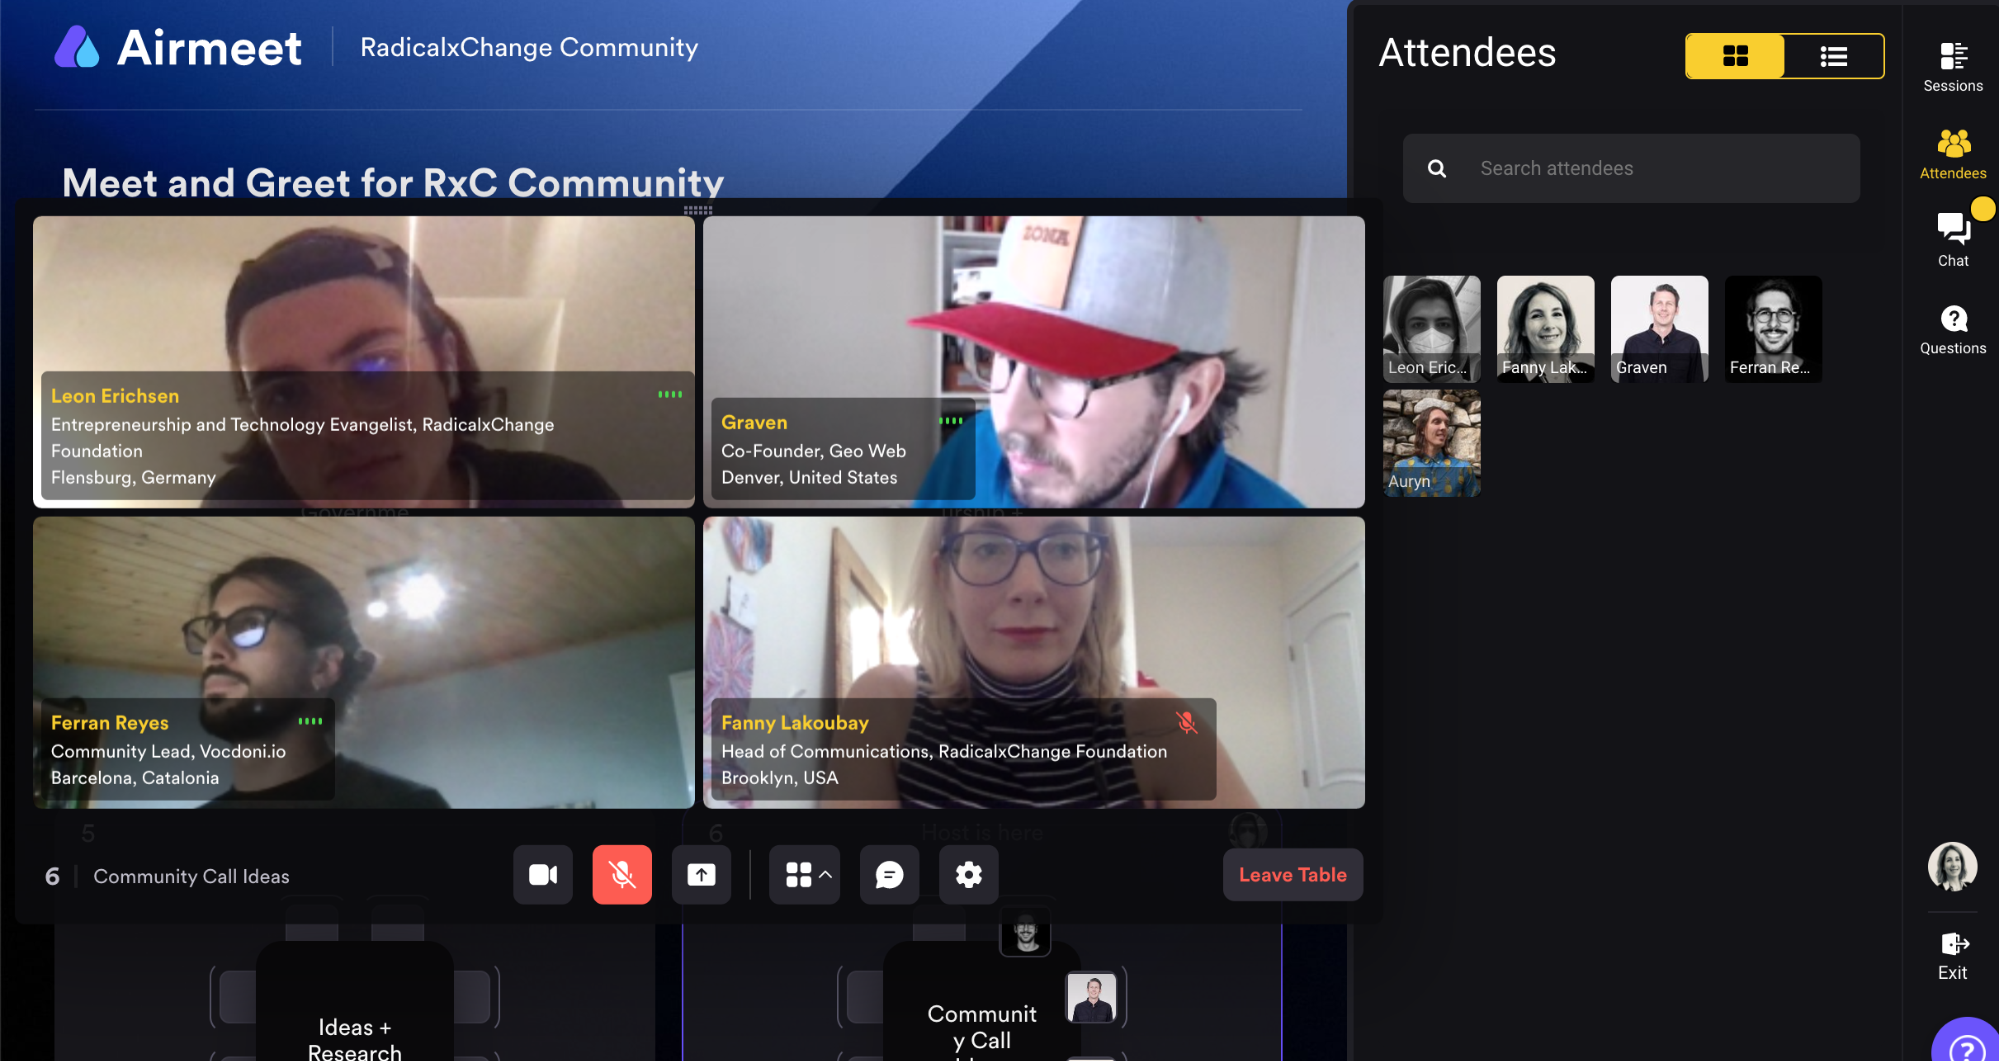 Airmeet
RadicalxChange Community
Meet and Greet for RxC Community
ZONA
Leon Erichsen
Entrepreneurship and Technology Evangelist, RadicalxChange
Foundation
Flensburg, Germany
Graven
Co-Founder, Geo Web
Denver, United States
Governme
urship +
Ferran Reyes
Community Lead, Vocdoni.io
Barcelona, Catalonia
Fanny Lakoubay
Head of Communications, RadicalxChange Foundation
Brooklyn, USA
5
6
Host is here
6
Community Call Ideas
Leave Table
Ideas +
Research
Communit
y Call
Attendees
Search attendees
Leon Eric...
Fanny Lak...
Graven
Ferran Re...
Auryn
Sessions
Attendees
Chat
Questions
Exit